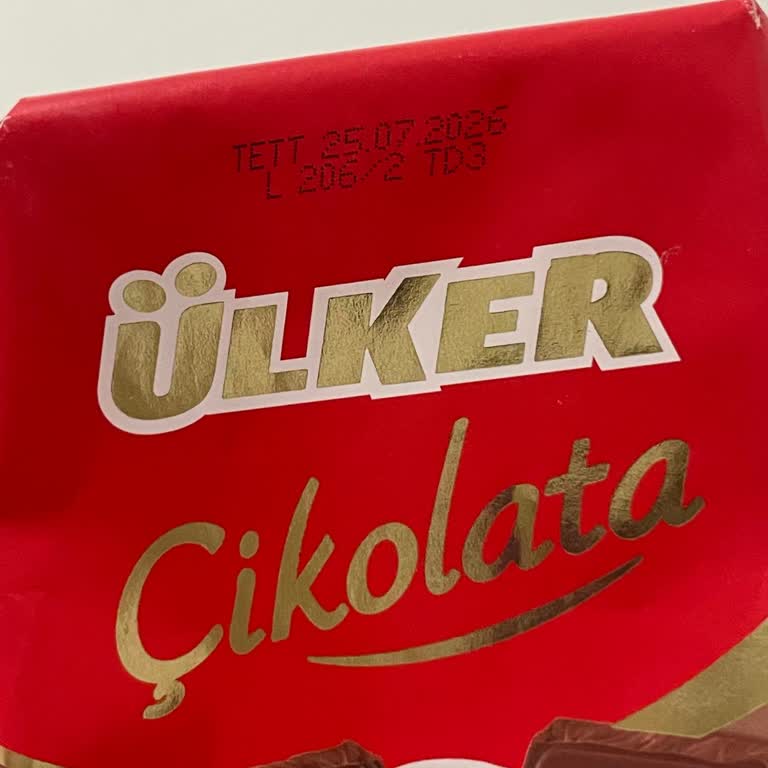 TETT 25.07.2026
L 206/2 TD3
ÜLKER
Çikolata